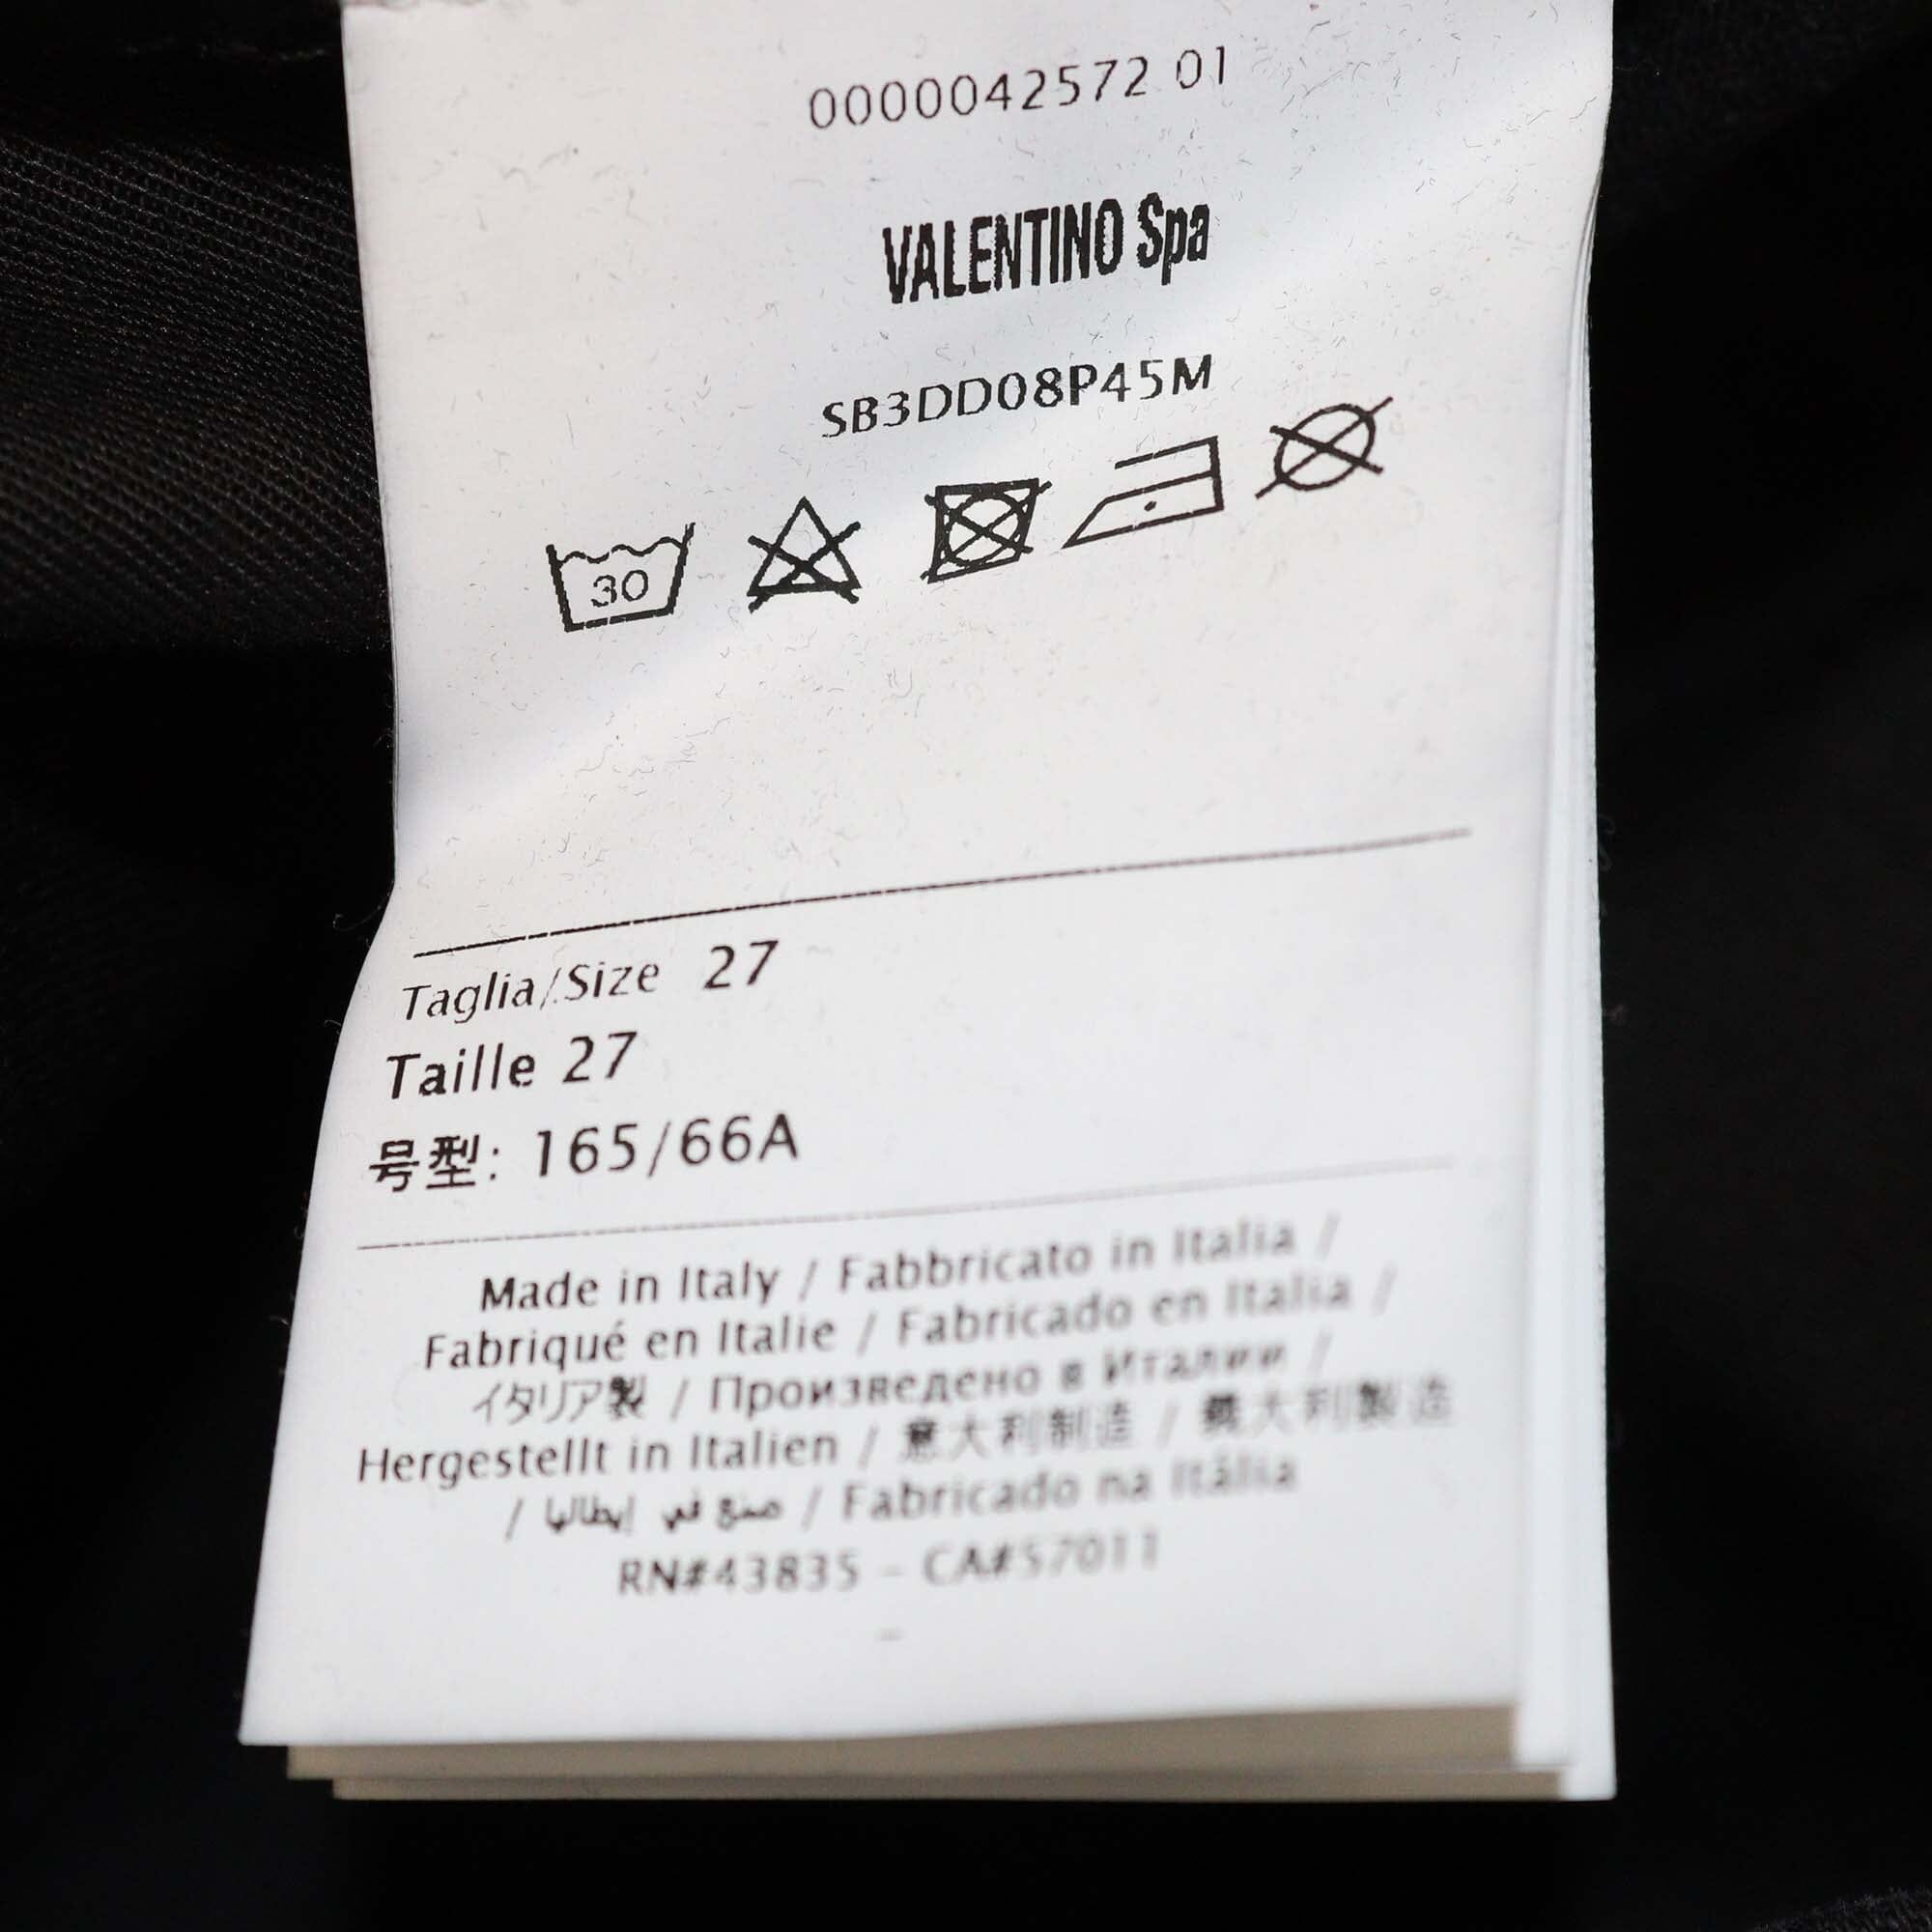 0000042572 01
VALENTINO Spa
SB3DD08P45M
30
Taglia/Size 27
Taille 27
号型: 165/66A
Made in Italy / Fabbricato in Italia /
Fabriqué en Italie / Fabricado en Italia /
イタリア製 / Произведено в Италии /
Hergestellt in Italien / 意大利制造 / 義大利製造
/ صنع في إيطاليا / Fabricado na Itália
RN#43835 - CA#57011